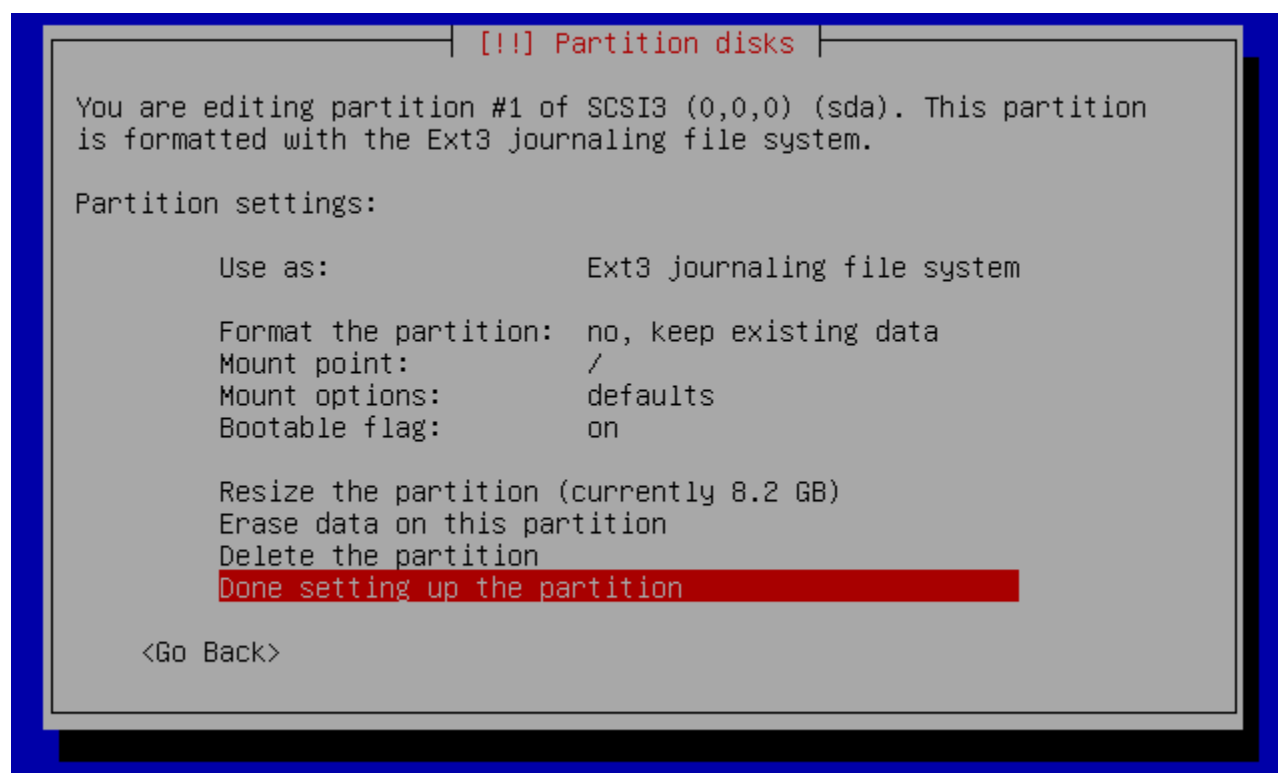 [!!] Partition disks
You are editing partition #1 of SCSI3 (0,0,0) (sda). This partition
is formatted with the Ext3 journaling file system.
Partition settings:
Use as: Ext3 journaling file system
Format the partition: no, keep existing data
Mount point: /
Mount options: defaults
Bootable flag: on
Resize the partition (currently 8.2 GB)
Erase data on this partition
Delete the partition
Done setting up the partition
<Go Back>